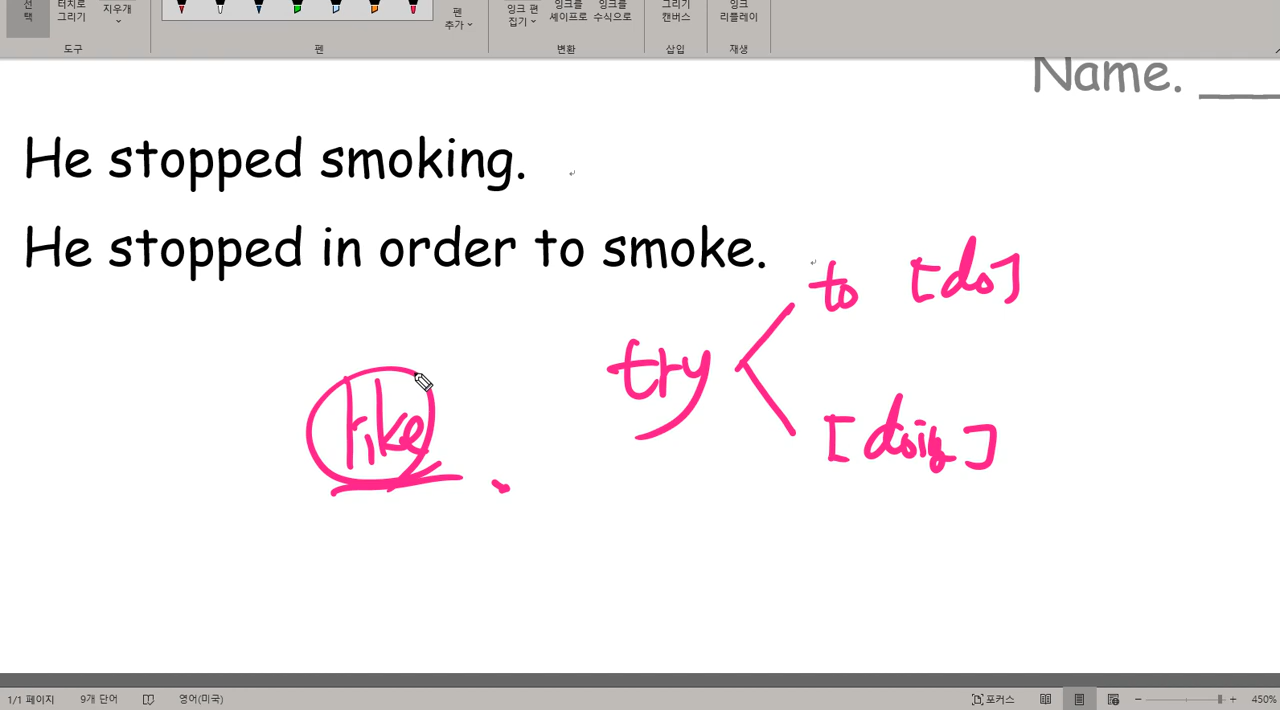 선택
터치로 그리기
지우개
펜 추가
잉크 편집기
잉크를 셰이프로
잉크를 수식으로
그리기 캔버스
잉크 리플레이
도구
펜
변환
삽입
재생
Name. ____
He stopped smoking.
He stopped in order to smoke.
to [do]
try
like
[doing]
1/1 페이지
9개 단어
영어(미국)
포커스
450%